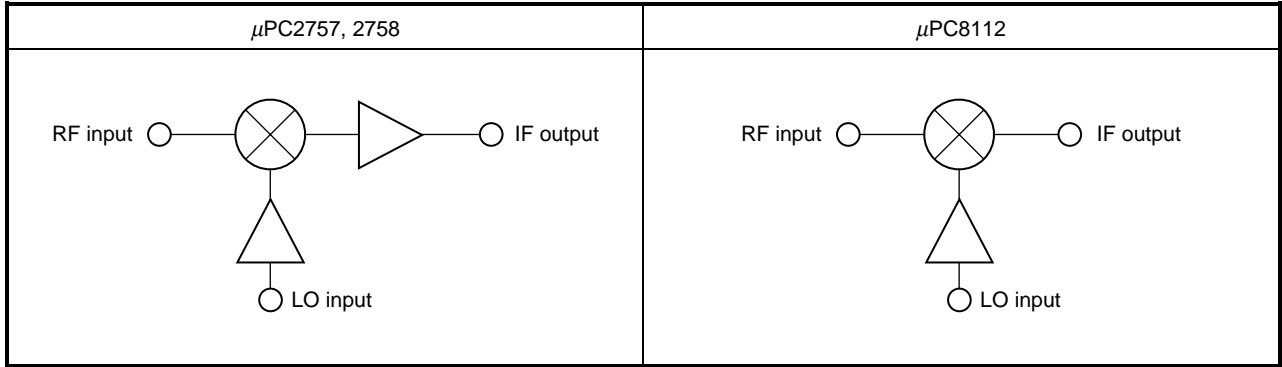 μPC2757, 2758
μPC8112
RF input
IF output
LO input
RF input
IF output
LO input